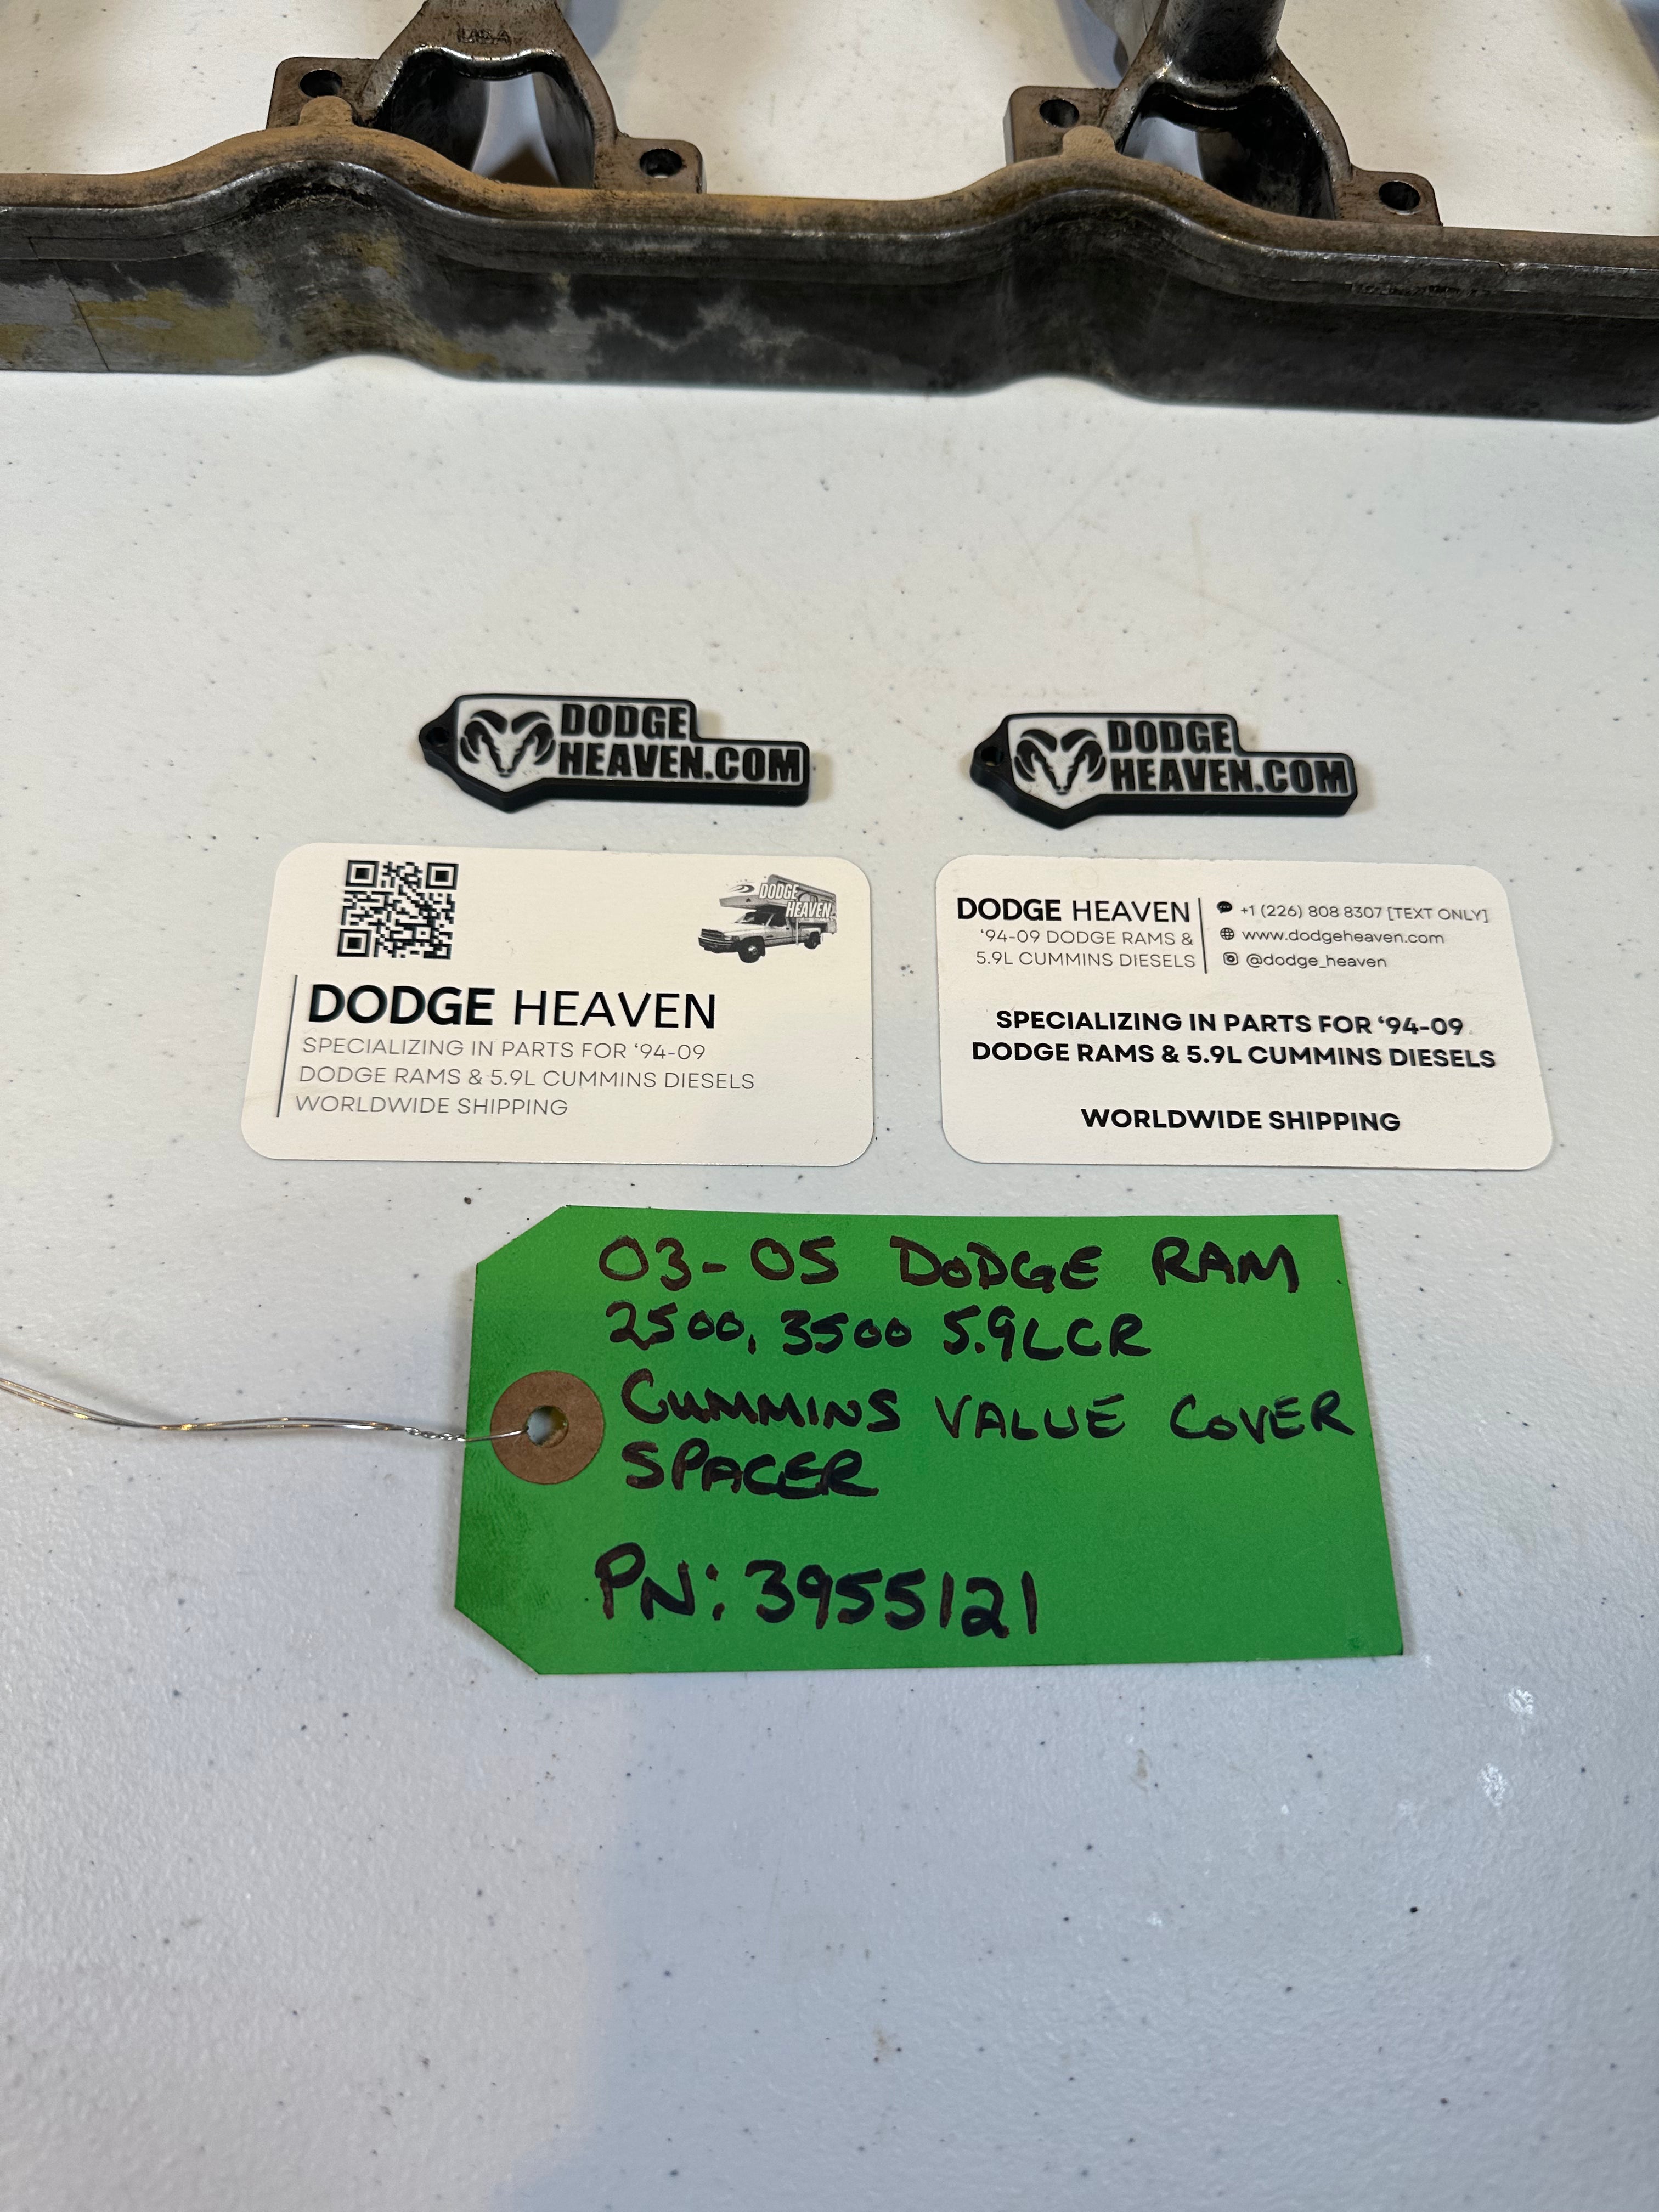 USA
DODGE
HEAVEN.COM
DODGE
HEAVEN.COM
DODGE
HEAVEN
DODGE HEAVEN
SPECIALIZING IN PARTS FOR ‘94-09
DODGE RAMS & 5.9L CUMMINS DIESELS
WORLDWIDE SHIPPING
DODGE HEAVEN
‘94-09 DODGE RAMS &
5.9L CUMMINS DIESELS
+1 (226) 808 8307 [TEXT ONLY]
www.dodgeheaven.com
@dodge_heaven
SPECIALIZING IN PARTS FOR ‘94-09
DODGE RAMS & 5.9L CUMMINS DIESELS
WORLDWIDE SHIPPING
03-05 DODGE RAM
2500, 3500 5.9LCR
CUMMINS VALUE COVER
SPACER
PN: 3955121